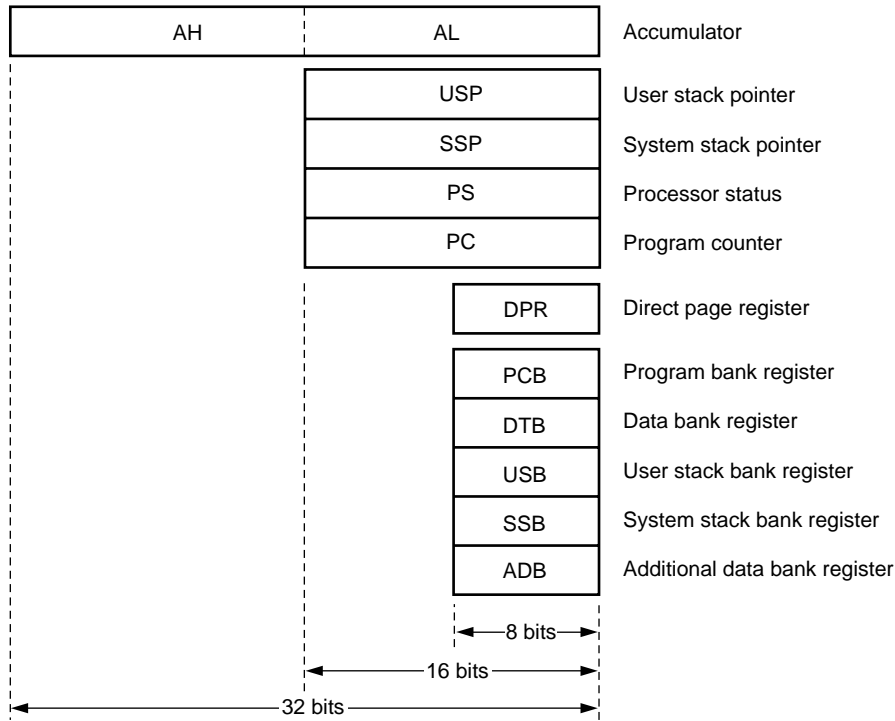 AH AL Accumulator
USP User stack pointer
SSP System stack pointer
PS Processor status
PC Program counter
DPR Direct page register
PCB Program bank register
DTB Data bank register
USB User stack bank register
SSB System stack bank register
ADB Additional data bank register
8 bits
16 bits
32 bits